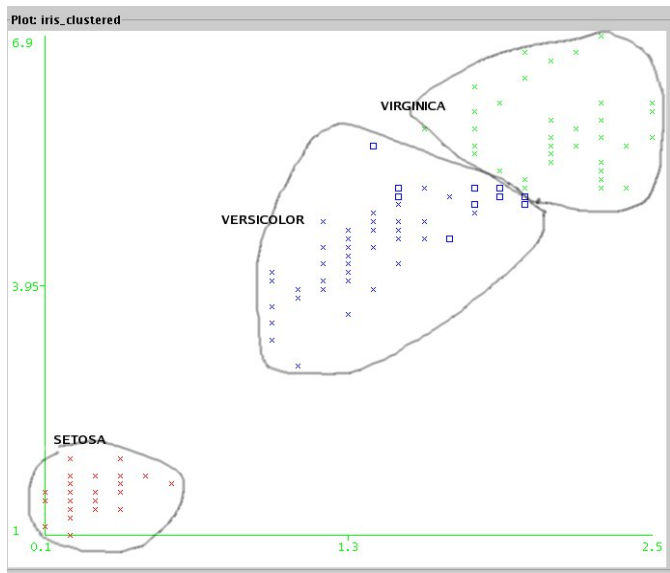 Plot: iris_clustered
6.9
VIRGINICA
VERSICOLOR
3.95
SETOSA
1
0.1
1.3
2.5